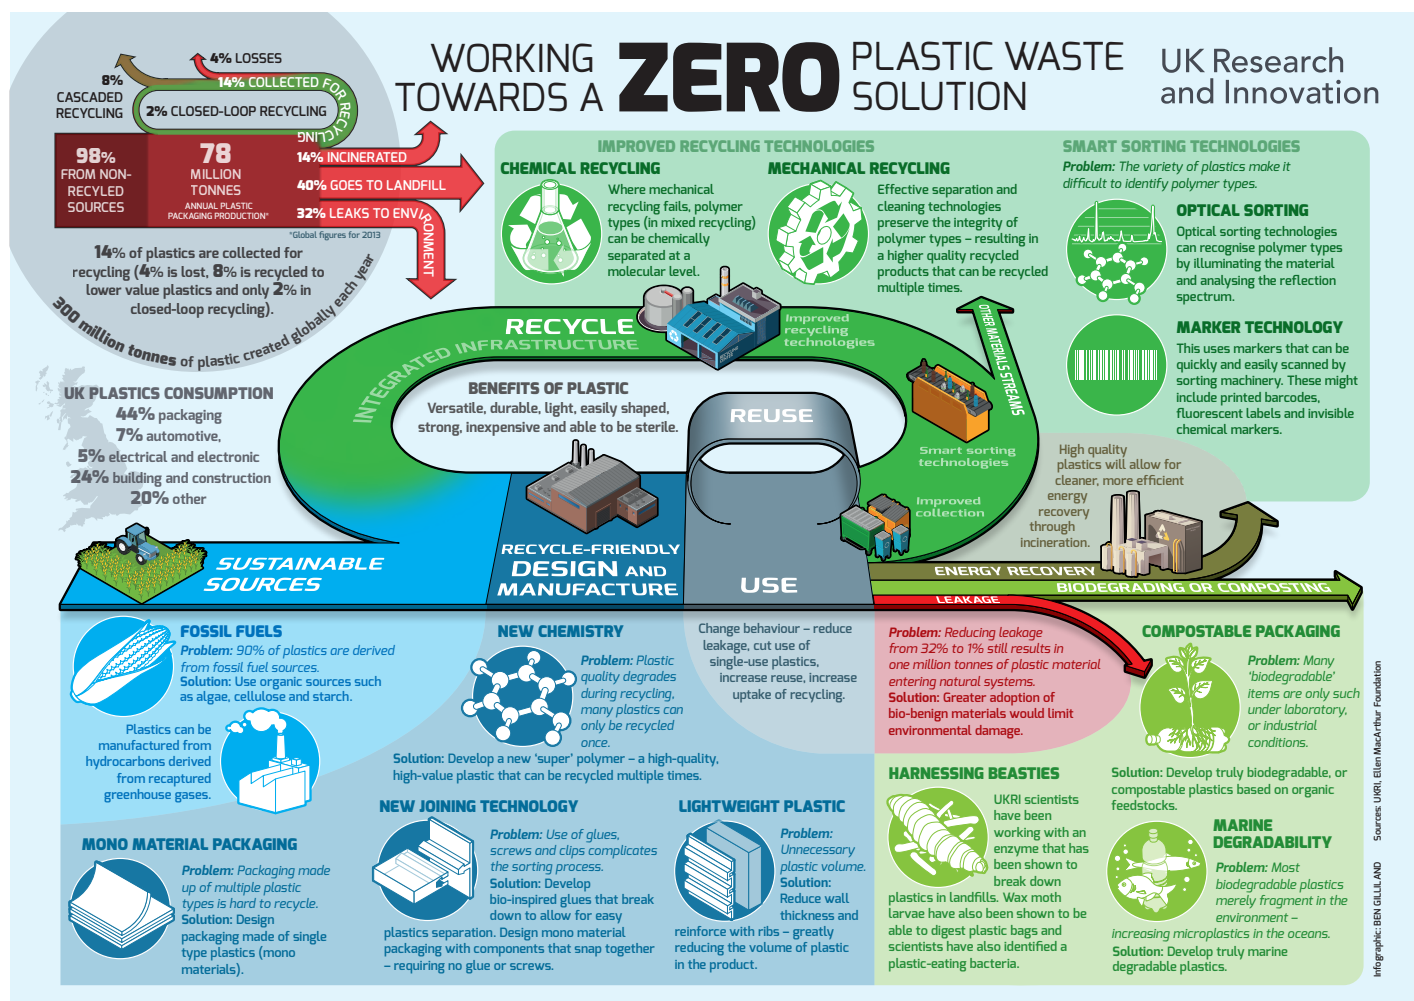 WORKING
TOWARDS A
ZERO
PLASTIC WASTE
SOLUTION
UK Research
and Innovation
4% LOSSES
8%
CASCADED
RECYCLING
14% COLLECTED FOR RECYCLING
2% CLOSED-LOOP RECYCLING
98%
FROM NON-
RECYLED
SOURCES
78
MILLION
TONNES
ANNUAL PLASTIC
PACKAGING PRODUCTION*
14% INCINERATED
40% GOES TO LANDFILL
32% LEAKS TO ENVIRONMENT
*Global figures for 2013
14% of plastics are collected for
recycling (4% is lost, 8% is recycled to
lower value plastics and only 2% in
closed-loop recycling).
300 million tonnes of plastic created globally each year
UK PLASTICS CONSUMPTION
44% packaging
7% automotive,
5% electrical and electronic
24% building and construction
20% other
IMPROVED RECYCLING TECHNOLOGIES
CHEMICAL RECYCLING
Where mechanical
recycling fails, polymer
types (in mixed recycling)
can be chemically
separated at a
molecular level.
MECHANICAL RECYCLING
Effective separation and
cleaning technologies
preserve the integrity of
polymer types – resulting in
a higher quality recycled
products that can be recycled
multiple times.
SMART SORTING TECHNOLOGIES
Problem: The variety of plastics make it
difficult to identify polymer types.
OPTICAL SORTING
Optical sorting technologies
can recognise polymer types
by illuminating the material
and analysing the reflection
spectrum.
MARKER TECHNOLOGY
This uses markers that can be
quickly and easily scanned by
sorting machinery. These might
include printed barcodes,
fluorescent labels and invisible
chemical markers.
RECYCLE
INTEGRATED INFRASTRUCTURE
Improved
recycling
technologies
OTHER MATERIALS STREAMS
BENEFITS OF PLASTIC
Versatile, durable, light, easily shaped,
strong, inexpensive and able to be sterile.
REUSE
Smart sorting
technologies
Improved
collection
High quality
plastics will allow for
cleaner, more efficient
energy
recovery
through
incineration.
SUSTAINABLE
SOURCES
RECYCLE-FRIENDLY
DESIGN AND
MANUFACTURE
USE
ENERGY RECOVERY
BIODEGRADING OR COMPOSTING
LEAKAGE
FOSSIL FUELS
Problem: 90% of plastics are derived
from fossil fuel sources.
Solution: Use organic sources such
as algae, cellulose and starch.
Plastics can be
manufactured from
hydrocarbons derived
from recaptured
greenhouse gases.
NEW CHEMISTRY
Problem: Plastic
quality degrades
during recycling,
many plastics can
only be recycled
once.
Solution: Develop a new ‘super’ polymer – a high-quality,
high-value plastic that can be recycled multiple times.
Change behaviour – reduce
leakage, cut use of
single-use plastics,
increase reuse, increase
uptake of recycling.
Problem: Reducing leakage
from 32% to 1% still results in
one million tonnes of plastic material
entering natural systems.
Solution: Greater adoption of
bio-benign materials would limit
environmental damage.
COMPOSTABLE PACKAGING
Problem: Many
‘biodegradable’
items are only such
under laboratory,
or industrial
conditions.
Solution: Develop truly biodegradable, or
compostable plastics based on organic
feedstocks.
MONO MATERIAL PACKAGING
Problem: Packaging made
up of multiple plastic
types is hard to recycle.
Solution: Design
packaging made of single
type plastics (mono
materials).
NEW JOINING TECHNOLOGY
Problem: Use of glues,
screws and clips complicates
the sorting process.
Solution: Develop
bio-inspired glues that break
down to allow for easy
plastics separation. Design mono material
packaging with components that snap together
– requiring no glue or screws.
LIGHTWEIGHT PLASTIC
Problem:
Unnecessary
plastic volume.
Solution:
Reduce wall
thickness and
reinforce with ribs – greatly
reducing the volume of plastic
in the product.
HARNESSING BEASTIES
UKRI scientists
have been
working with an
enzyme that has
been shown to
break down
plastics in landfills. Wax moth
larvae have also been shown to be
able to digest plastic bags and
scientists have also identified a
plastic-eating bacteria.
MARINE
DEGRADABILITY
Problem: Most
biodegradable plastics
merely fragment in the
environment –
increasing microplastics in the oceans.
Solution: Develop truly marine
degradable plastics.
Infographic: BEN GILLILAND
Sources: UKRI, Ellen MacArthur Foundation